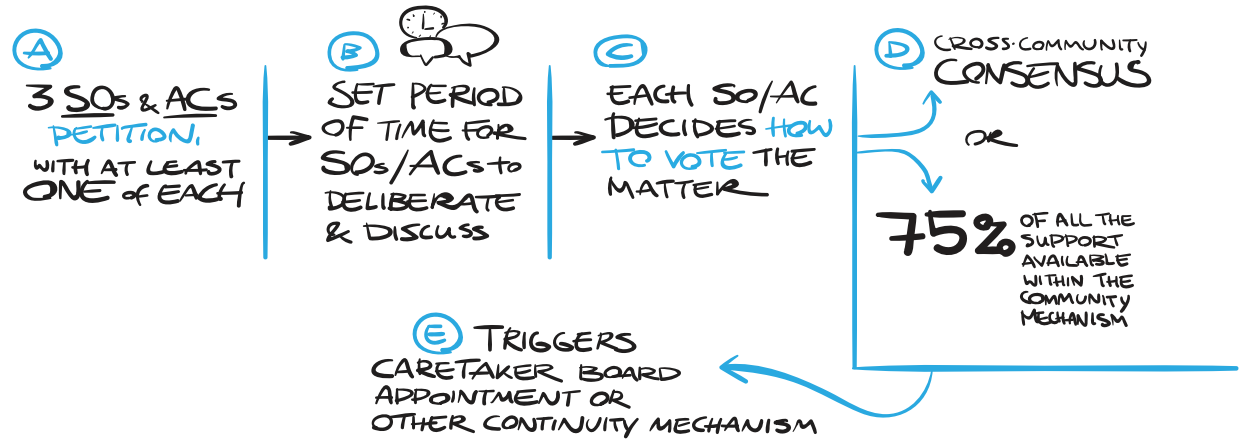 A
3 SOs & ACs
PETITION,
WITH AT LEAST
ONE of EACH
B
SET PERIOD
OF TIME FOR
SOs/ACs to
DELIBERATE
& DISCUSS
C
EACH SO/AC
DECIDES HOW
TO VOTE THE
MATTER
D
CROSS-COMMUNITY
CONSENSUS
OR
75% OF ALL THE
SUPPORT
AVAILABLE
WITHIN THE
COMMUNITY
MECHANISM
E TRIGGERS
CARETAKER BOARD
APPOINTMENT OR
OTHER CONTINUITY MECHANISM